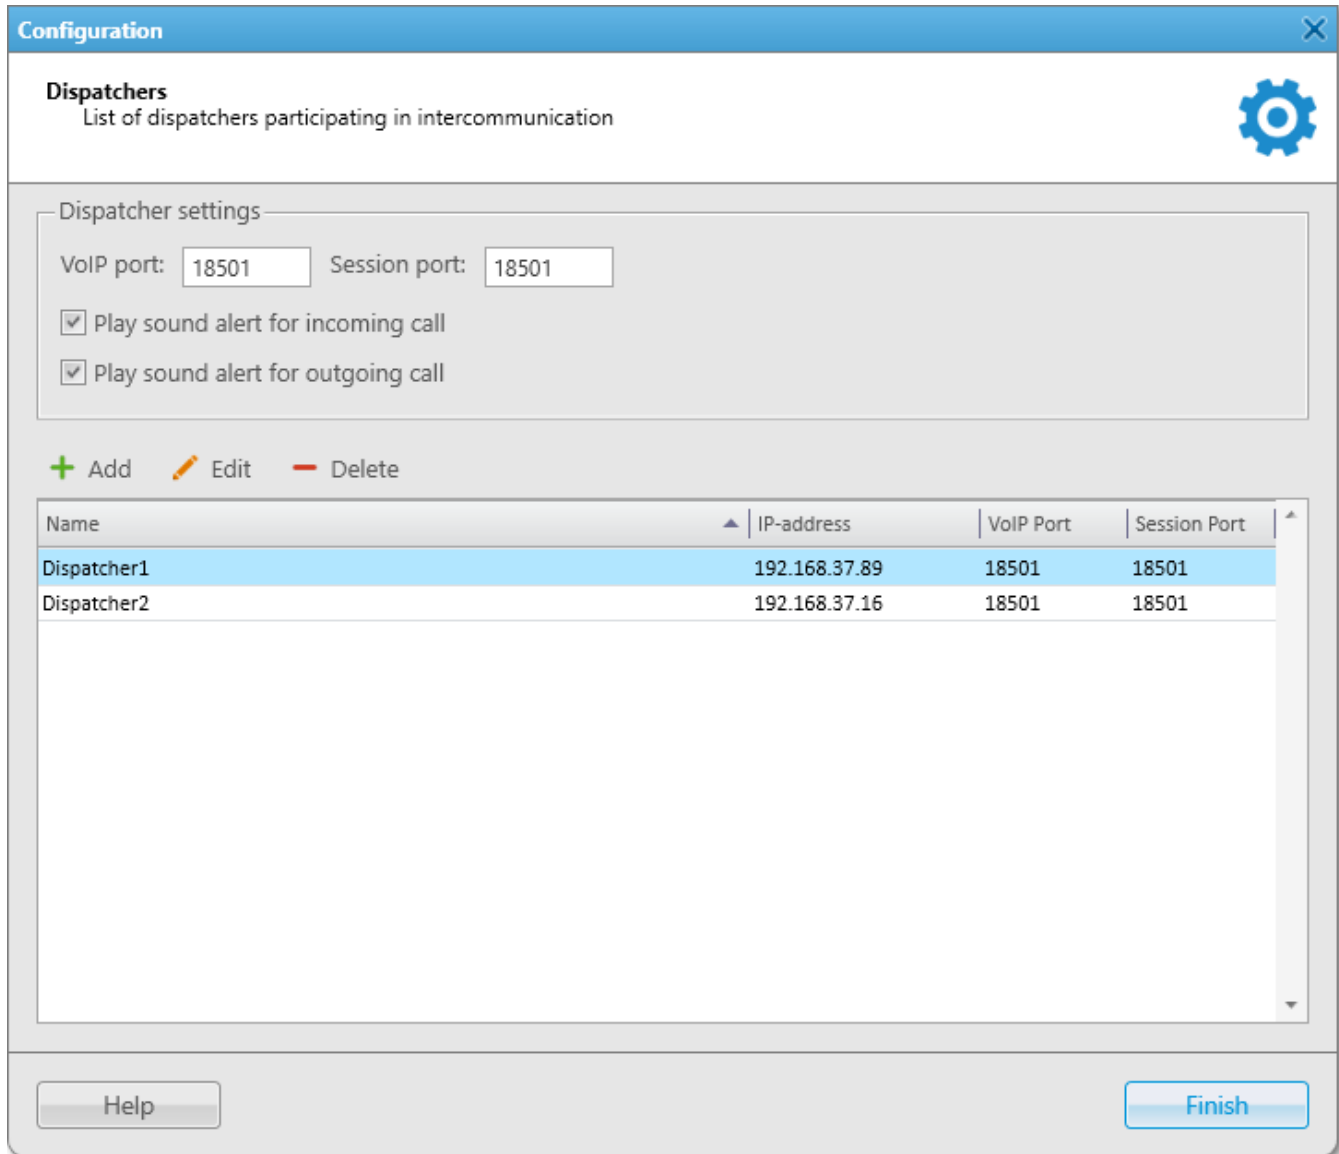 Configuration
Dispatchers
List of dispatchers participating in intercommunication
Dispatcher settings
VoIP port: 18501 Session port: 18501
Play sound alert for incoming call
Play sound alert for outgoing call
Add Edit Delete
Name IP-address VoIP Port Session Port
Dispatcher1 192.168.37.89 18501 18501
Dispatcher2 192.168.37.16 18501 18501
Help Finish